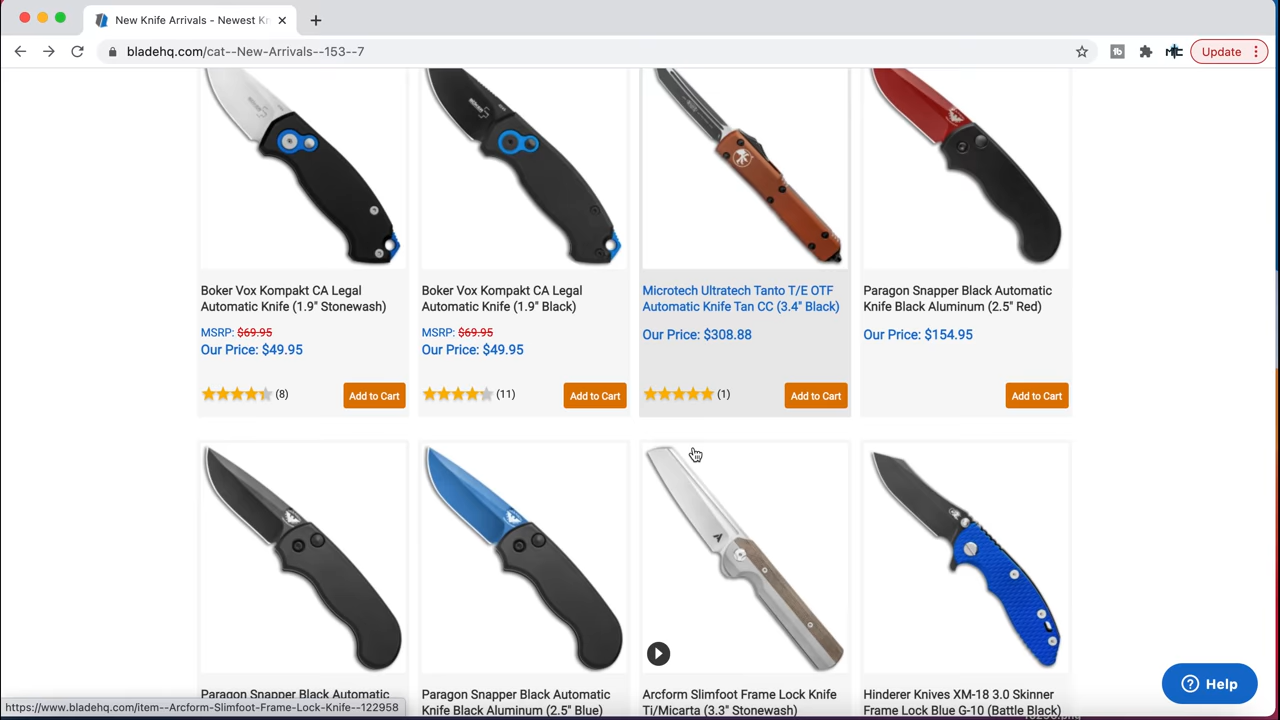 New Knife Arrivals - Newest Kn
bladehq.com/cat--New-Arrivals--153--7
Update
Boker Vox Kompakt CA Legal
Automatic Knife (1.9" Stonewash)
MSRP: $69.95
Our Price: $49.95
(8)
Add to Cart
Boker Vox Kompakt CA Legal
Automatic Knife (1.9" Black)
MSRP: $69.95
Our Price: $49.95
(11)
Add to Cart
Microtech Ultratech Tanto T/E OTF
Automatic Knife Tan CC (3.4" Black)
Our Price: $308.88
(1)
Add to Cart
Paragon Snapper Black Automatic
Knife Black Aluminum (2.5" Red)
Our Price: $154.95
Add to Cart
Paragon Snapper Black Automatic
Paragon Snapper Black Automatic
Knife Black Aluminum (2.5" Blue)
Arcform Slimfoot Frame Lock Knife
Ti/Micarta (3.3" Stonewash)
Hinderer Knives XM-18 3.0 Skinner
Frame Lock Blue G-10 (Battle Black)
Help
https://www.bladehq.com/item--Arcform-Slimfoot-Frame-Lock-Knife--122958